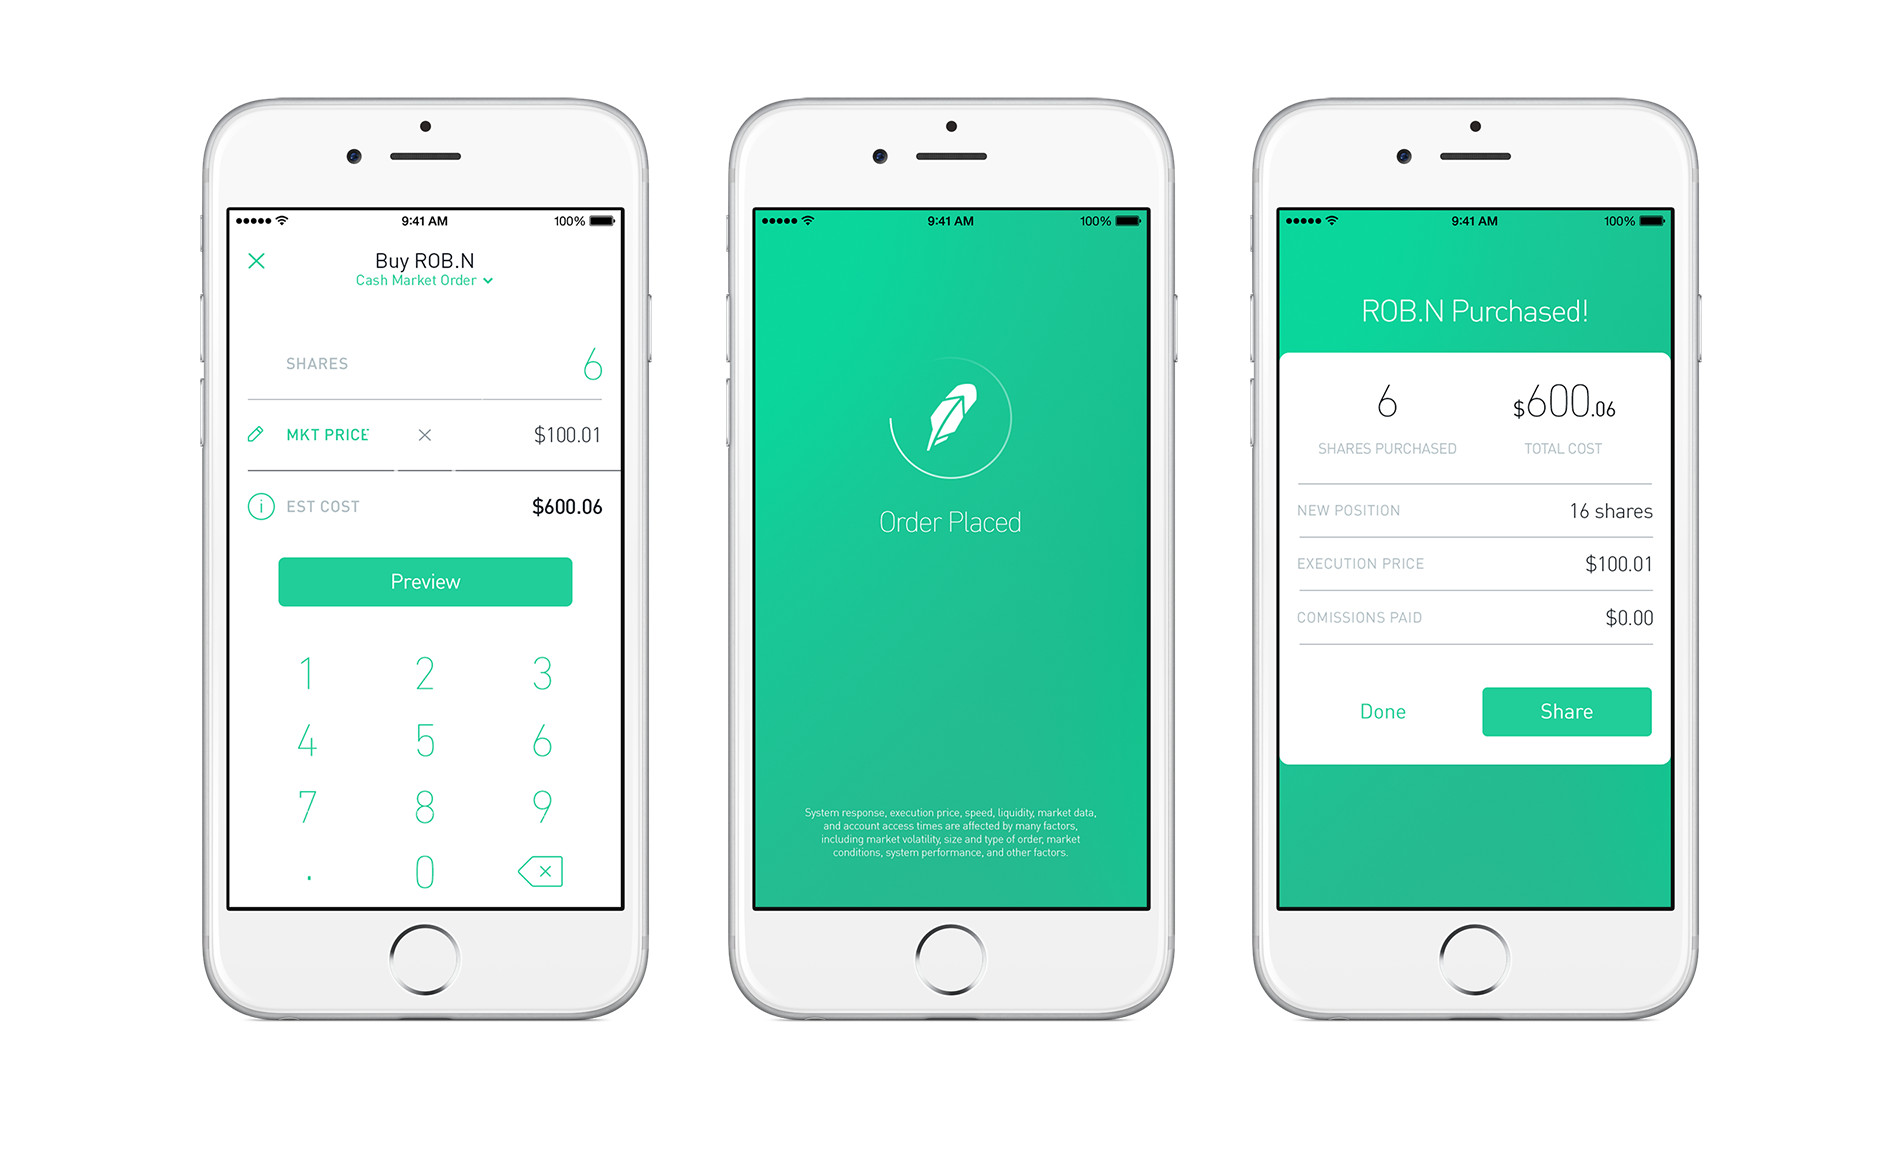 9:41 AM 100%
Buy ROB.N
Cash Market Order
SHARES 6
MKT PRICE × $100.01
i EST COST $600.06
Preview
1 2 3
4 5 6
7 8 9
. 0
9:41 AM 100%
Order Placed
System response, execution price, speed, liquidity, market data,
and account access times are affected by many factors,
including market volatility, size and type of order, market
conditions, system performance, and other factors.
9:41 AM 100%
ROB.N Purchased!
6 $600.06
SHARES PURCHASED TOTAL COST
NEW POSITION 16 shares
EXECUTION PRICE $100.01
COMISSIONS PAID $0.00
Done Share